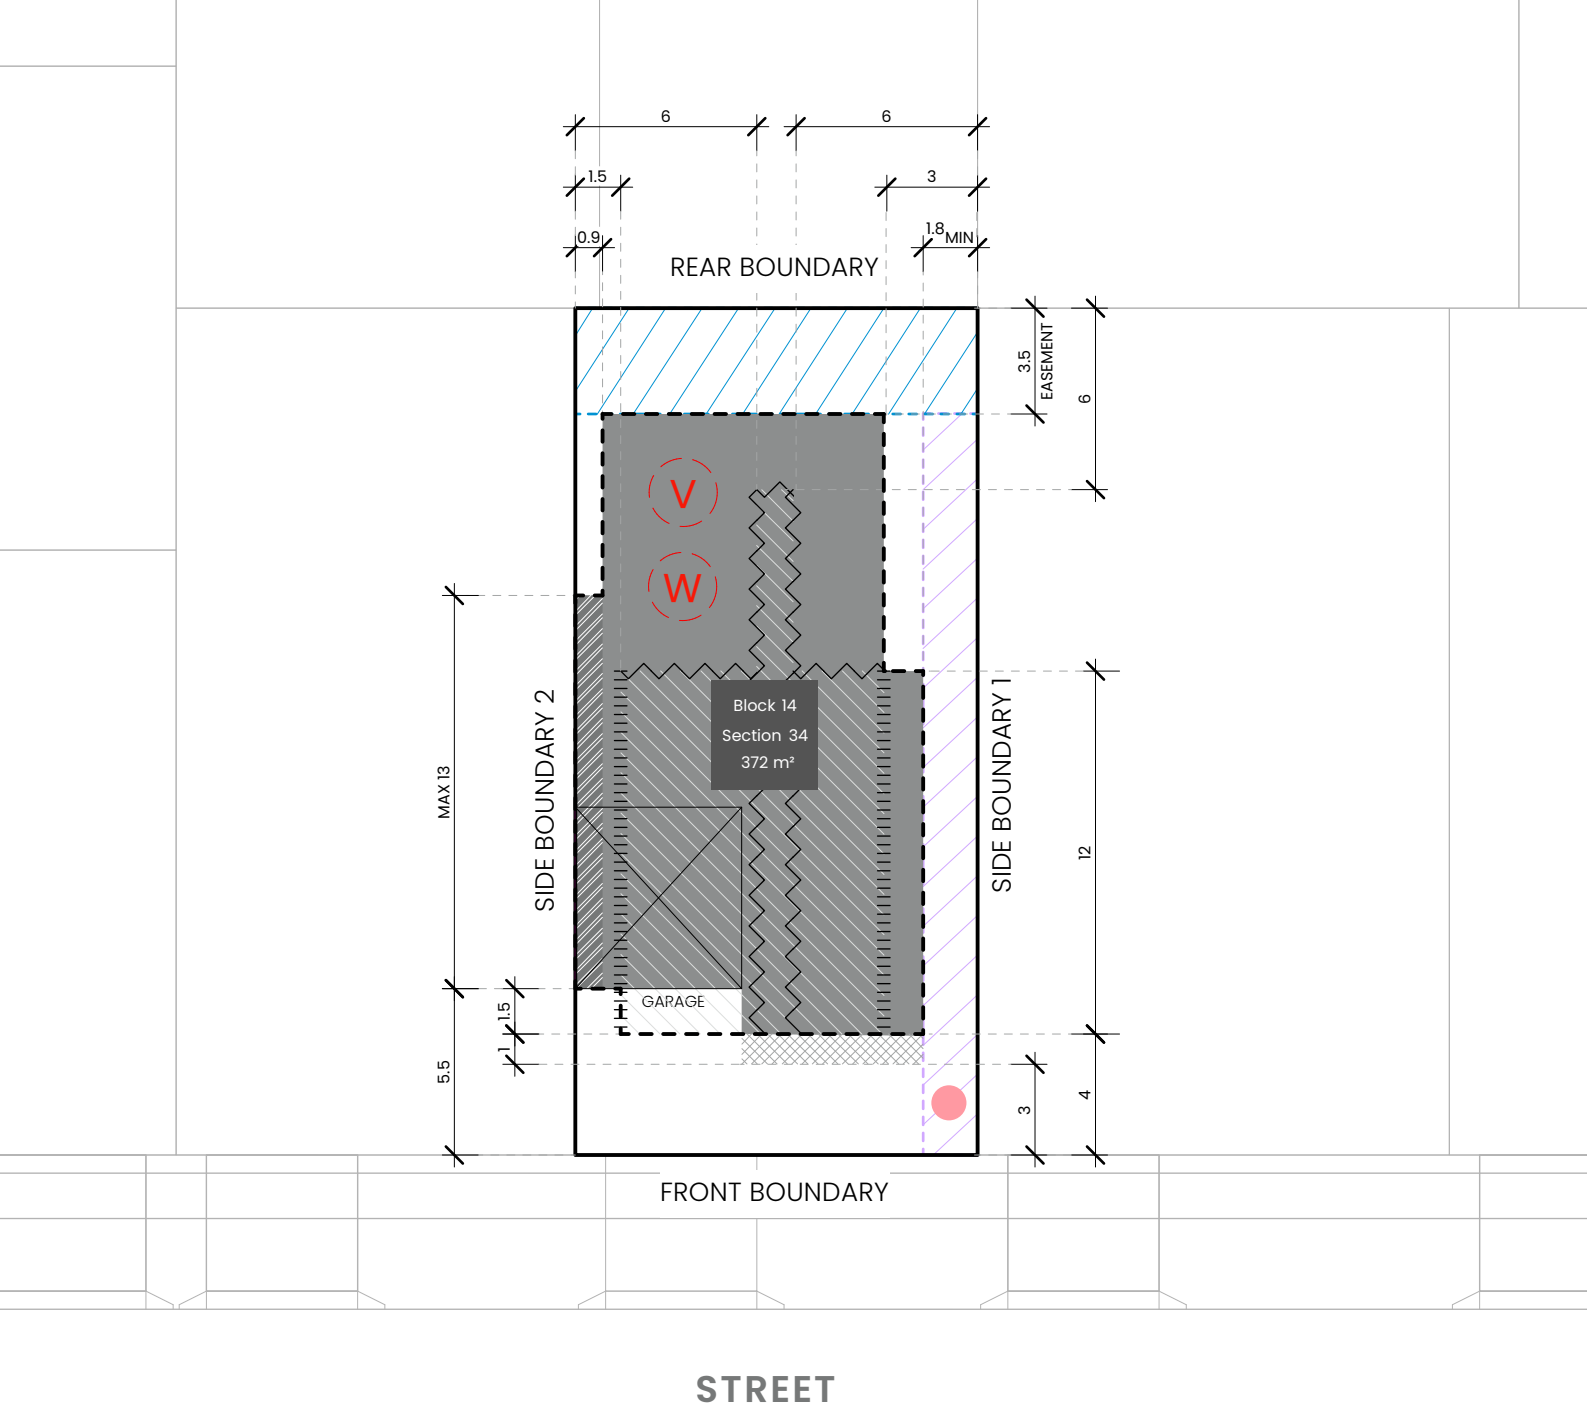 6
6
1.5
3
0.9
1.8 MIN
REAR BOUNDARY
3.5
EASEMENT
6
V
W
Block 14
Section 34
372 m²
SIDE BOUNDARY 2
SIDE BOUNDARY 1
MAX 13
12
GARAGE
1.5
1
5.5
3
4
FRONT BOUNDARY
STREET